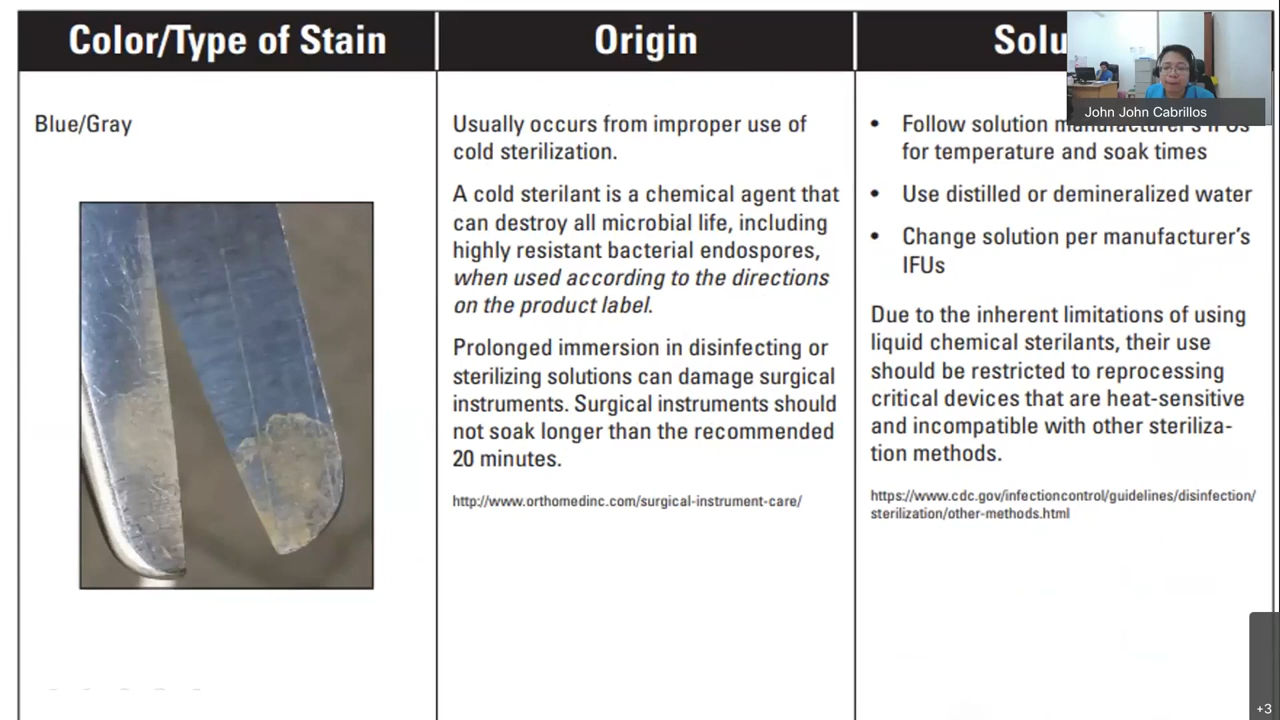 Color/Type of Stain
Origin
Solu
John John Cabrillos
Blue/Gray
Usually occurs from improper use of
cold sterilization.
A cold sterilant is a chemical agent that
can destroy all microbial life, including
highly resistant bacterial endospores,
when used according to the directions
on the product label.
Prolonged immersion in disinfecting or
sterilizing solutions can damage surgical
instruments. Surgical instruments should
not soak longer than the recommended
20 minutes.
http://www.orthomedinc.com/surgical-instrument-care/
• Follow solution manufacturer's IFUs
for temperature and soak times
• Use distilled or demineralized water
• Change solution per manufacturer's
IFUs
Due to the inherent limitations of using
liquid chemical sterilants, their use
should be restricted to reprocessing
critical devices that are heat-sensitive
and incompatible with other steriliza-
tion methods.
https://www.cdc.gov/infectioncontrol/guidelines/disinfection/
sterilization/other-methods.html
+3